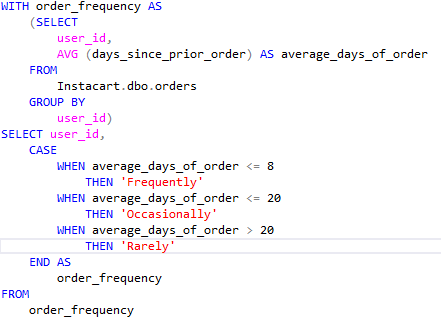 WITH order_frequency AS
(SELECT
user_id,
AVG (days_since_prior_order) AS average_days_of_order
FROM
Instacart.dbo.orders
GROUP BY
user_id)
SELECT user_id,
CASE
WHEN average_days_of_order <= 8
THEN 'Frequently'
WHEN average_days_of_order <= 20
THEN 'Occasionally'
WHEN average_days_of_order > 20
THEN 'Rarely'
END AS
order_frequency
FROM
order_frequency